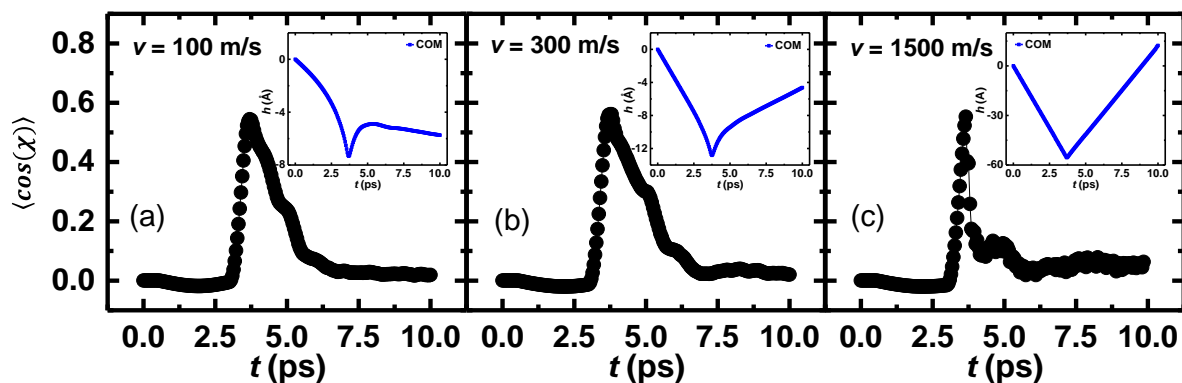 ⟨cos(χ)⟩
0.8
0.6
0.4
0.2
0.0
v = 100 m/s
COM
h (Å)
0
-4
-8
0.0 2.5 5.0 7.5 10.0
t (ps)
(a)
0.0 2.5 5.0 7.5 10.0
t (ps)
v = 300 m/s
COM
h (Å)
0
-4
-8
-12
0.0 2.5 5.0 7.5 10.0
t (ps)
(b)
0.0 2.5 5.0 7.5 10.0
t (ps)
v = 1500 m/s
COM
h (Å)
0
-30
-60
0.0 2.5 5.0 7.5 10.0
t (ps)
(c)
0.0 2.5 5.0 7.5 10.0
t (ps)